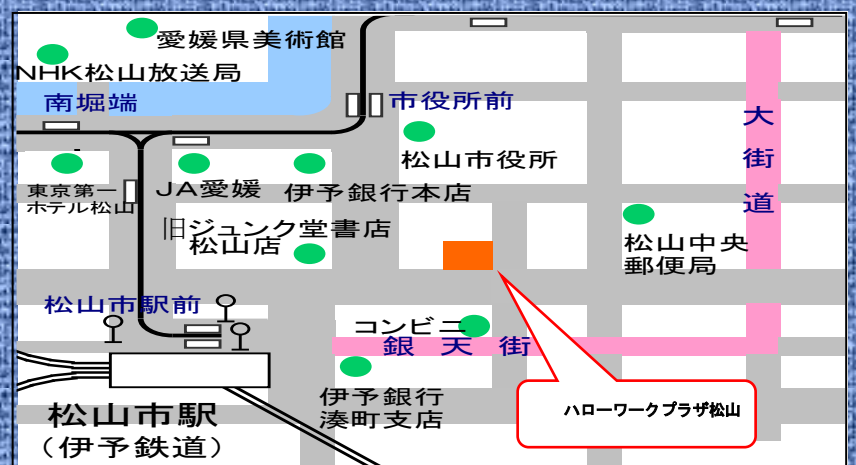 愛媛県美術館
NHK松山放送局
南堀端
市役所前
大街道
松山市役所
東京第一
ホテル松山
JA愛媛
伊予銀行本店
旧ジュンク堂書店
松山店
松山中央
郵便局
松山市駅前
コンビニ
銀天街
伊予銀行
湊町支店
ハローワークプラザ松山
松山市駅
(伊予鉄道)